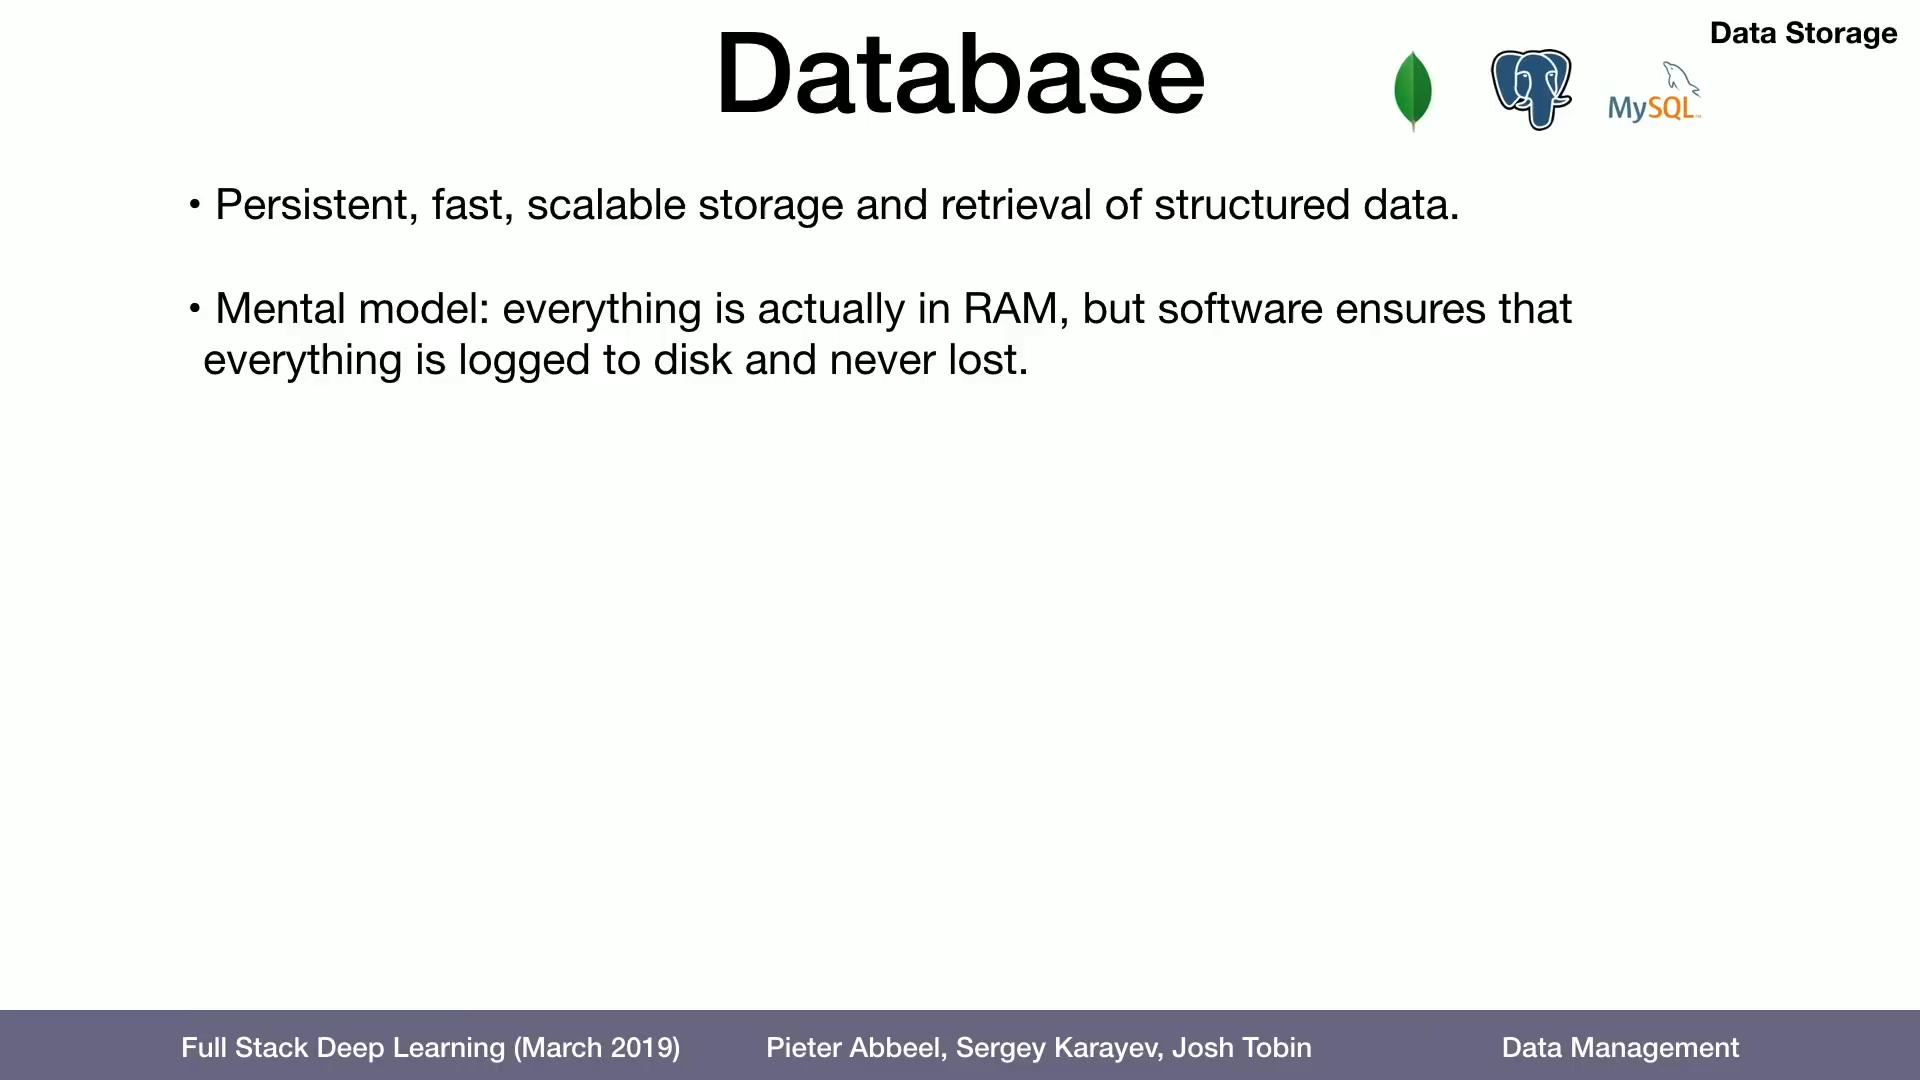 Data Storage
Database
MySQL™
• Persistent, fast, scalable storage and retrieval of structured data.
• Mental model: everything is actually in RAM, but software ensures that
everything is logged to disk and never lost.
Full Stack Deep Learning (March 2019)
Pieter Abbeel, Sergey Karayev, Josh Tobin
Data Management